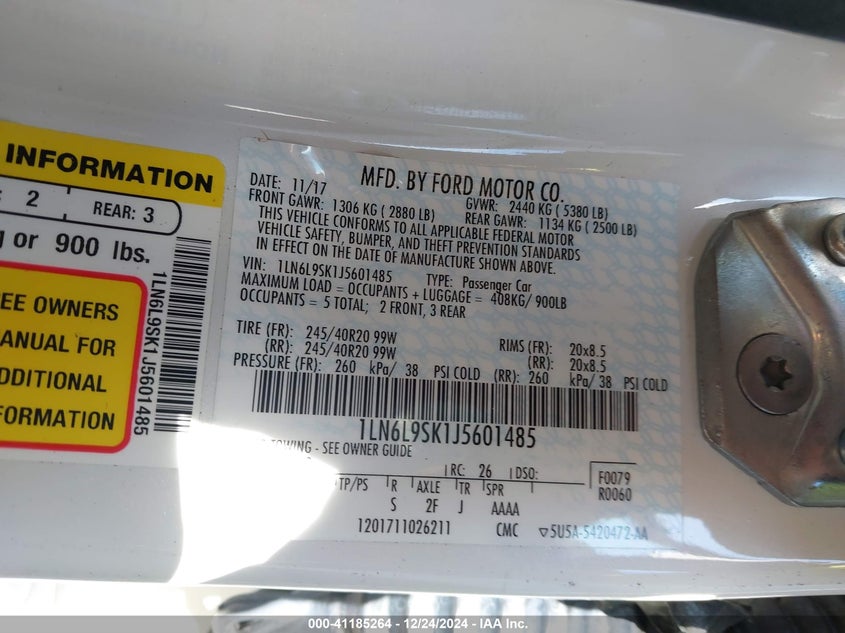 INFORMATION
: 2 REAR: 3
g or 900 lbs.
EE OWNERS
ANUAL FOR
DDITIONAL
FORMATION
1LN6L9SK1J5601485
DATE: 11/17 MFD. BY FORD MOTOR CO.
FRONT GAWR: 1306 KG ( 2880 LB) GVWR: 2440 KG ( 5380 LB)
REAR GAWR: 1134 KG ( 2500 LB)
THIS VEHICLE CONFORMS TO ALL APPLICABLE FEDERAL MOTOR
VEHICLE SAFETY, BUMPER, AND THEFT PREVENTION STANDARDS
IN EFFECT ON THE DATE OF MANUFACTURE SHOWN ABOVE.
VIN: 1LN6L9SK1J5601485 TYPE: Passenger Car
MAXIMUM LOAD = OCCUPANTS + LUGGAGE = 408KG/ 900LB
OCCUPANTS = 5 TOTAL; 2 FRONT, 3 REAR
TIRE (FR): 245/40R20 99W RIMS (FR): 20x8.5
(RR): 245/40R20 99W (RR): 20x8.5
PRESSURE (FR): 260 kPa/ 38 PSI COLD (RR): 260 kPa/ 38 PSI COLD
1LN6L9SK1J5601485
TOWING - SEE OWNER GUIDE
RC: 26 DSO: F0079
R0060
TP/PS R AXLE TR SPR
S 2F J AAAA
1201711026211 CMC ▽5U5A-5420472-AA
000-41185264 - 12/24/2024 - IAA Inc.